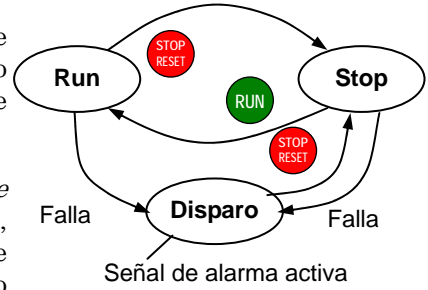 e
o
e
e
,
e
o
STOP
RESET
Run
Stop
RUN
STOP
RESET
Falla
Disparo
Falla
Señal de alarma activa